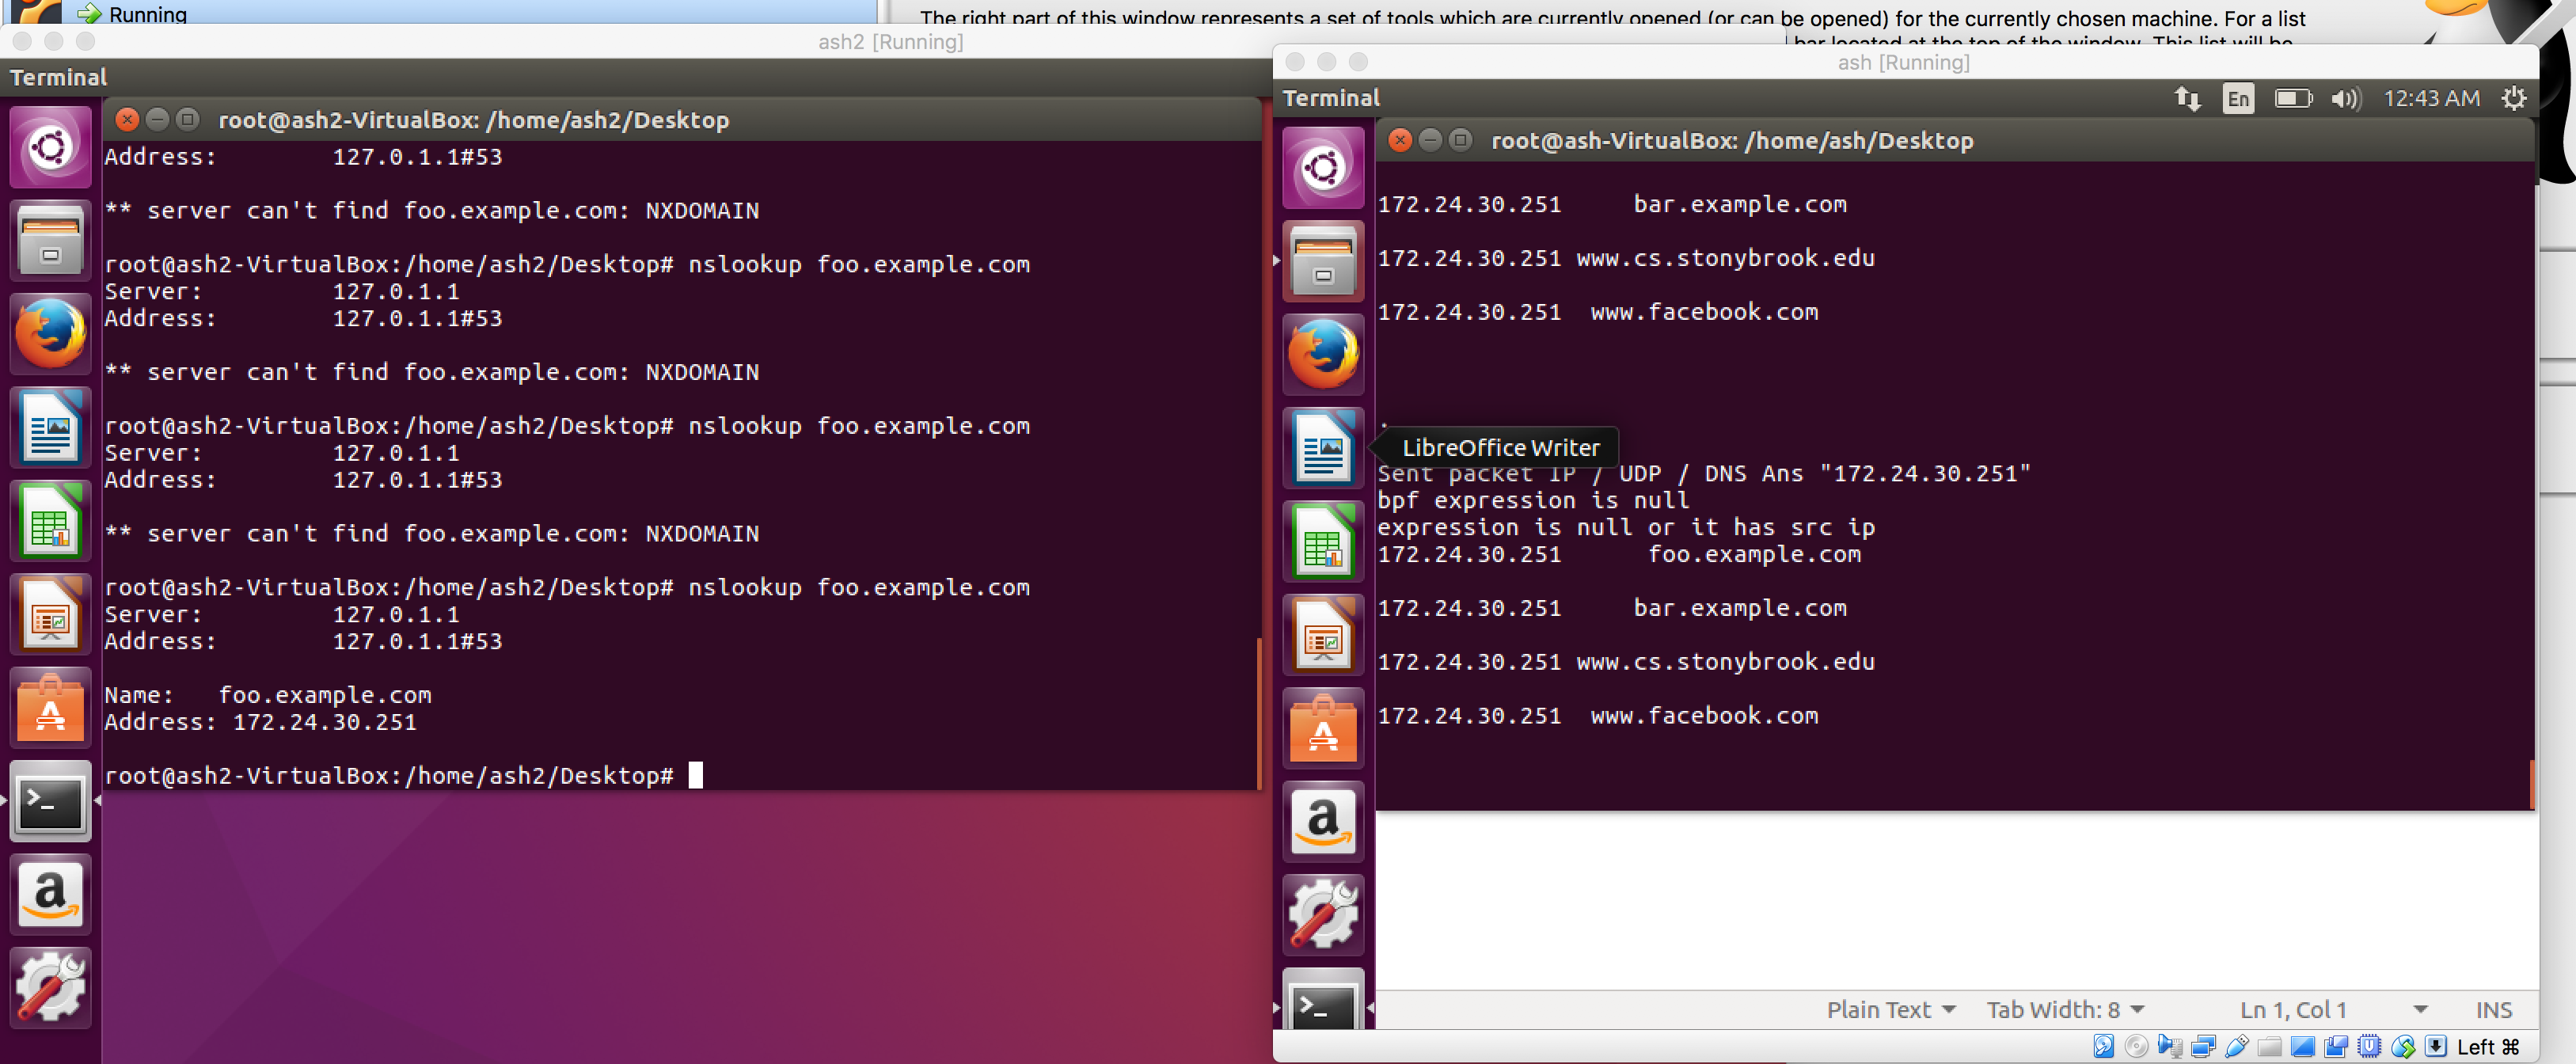 Running
The right part of this window represents a set of tools which are currently opened (or can be opened) for the currently chosen machine. For a list
bar located at the top of the window. This list will be
ash2 [Running]
Terminal
root@ash2-VirtualBox: /home/ash2/Desktop
Address: 127.0.1.1#53
** server can't find foo.example.com: NXDOMAIN
root@ash2-VirtualBox:/home/ash2/Desktop# nslookup foo.example.com
Server: 127.0.1.1
Address: 127.0.1.1#53
** server can't find foo.example.com: NXDOMAIN
root@ash2-VirtualBox:/home/ash2/Desktop# nslookup foo.example.com
Server: 127.0.1.1
Address: 127.0.1.1#53
** server can't find foo.example.com: NXDOMAIN
root@ash2-VirtualBox:/home/ash2/Desktop# nslookup foo.example.com
Server: 127.0.1.1
Address: 127.0.1.1#53
Name: foo.example.com
Address: 172.24.30.251
root@ash2-VirtualBox:/home/ash2/Desktop#
ash [Running]
Terminal
En
12:43 AM
root@ash-VirtualBox: /home/ash/Desktop
172.24.30.251 bar.example.com
172.24.30.251 www.cs.stonybrook.edu
172.24.30.251 www.facebook.com
.
LibreOffice Writer
Sent packet IP / UDP / DNS Ans "172.24.30.251"
bpf expression is null
expression is null or it has src ip
172.24.30.251 foo.example.com
172.24.30.251 bar.example.com
172.24.30.251 www.cs.stonybrook.edu
172.24.30.251 www.facebook.com
Plain Text Tab Width: 8 Ln 1, Col 1 INS
Left ⌘